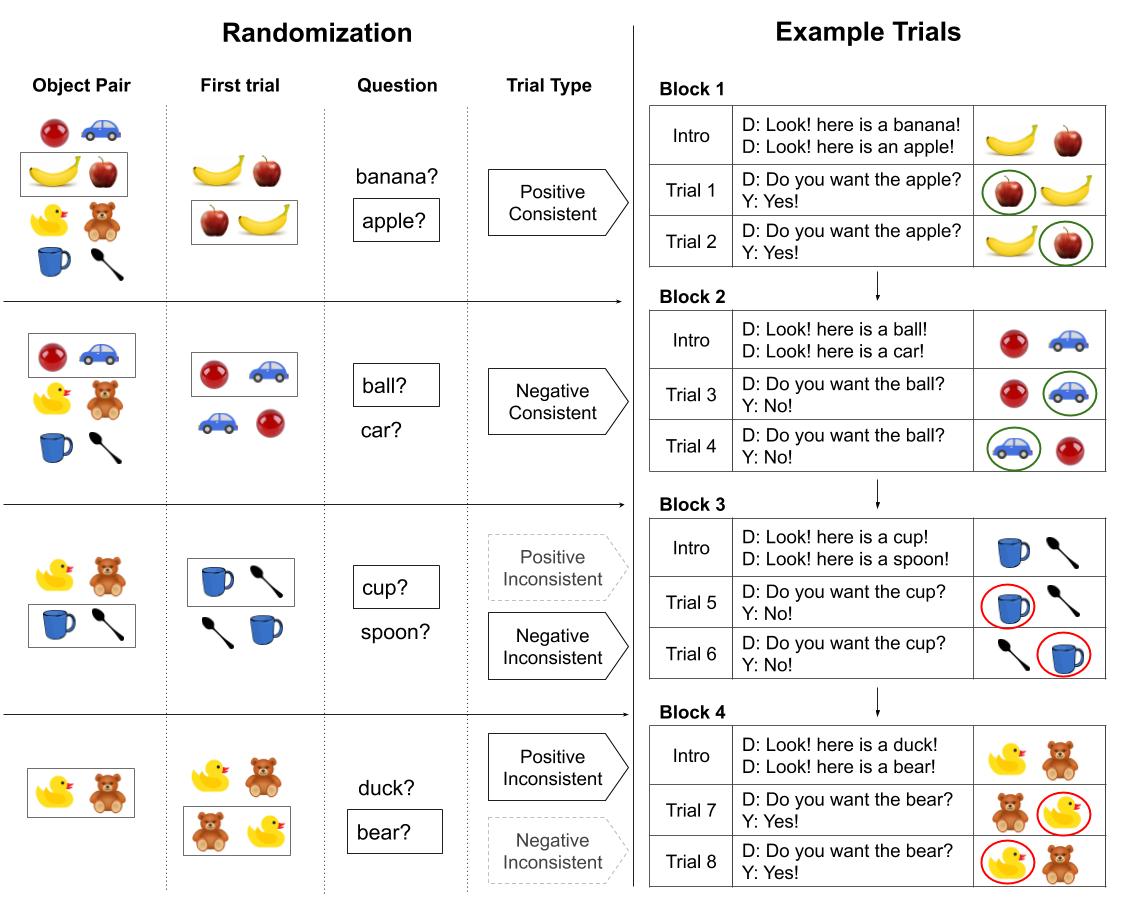 Randomization
Object Pair
First trial
Question
Trial Type
banana?
apple?
Positive
Consistent
ball?
car?
Negative
Consistent
cup?
spoon?
Positive
Inconsistent
Negative
Inconsistent
duck?
bear?
Positive
Inconsistent
Negative
Inconsistent
Example Trials
Block 1
Intro
D: Look! here is a banana!
D: Look! here is an apple!
Trial 1
D: Do you want the apple?
Y: Yes!
Trial 2
D: Do you want the apple?
Y: Yes!
Block 2
Intro
D: Look! here is a ball!
D: Look! here is a car!
Trial 3
D: Do you want the ball?
Y: No!
Trial 4
D: Do you want the ball?
Y: No!
Block 3
Intro
D: Look! here is a cup!
D: Look! here is a spoon!
Trial 5
D: Do you want the cup?
Y: No!
Trial 6
D: Do you want the cup?
Y: No!
Block 4
Intro
D: Look! here is a duck!
D: Look! here is a bear!
Trial 7
D: Do you want the bear?
Y: Yes!
Trial 8
D: Do you want the bear?
Y: Yes!